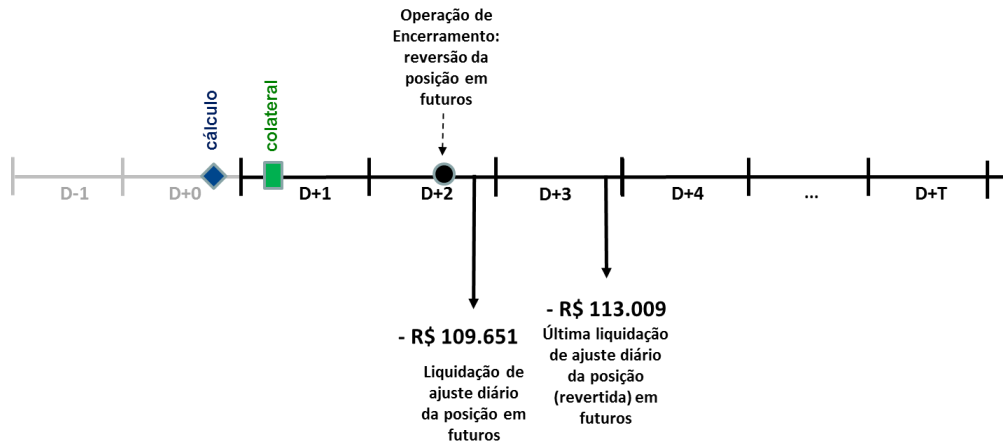 Operação de
Encerramento:
reversão da
posição em
futuros
cálculo
colateral
D-1
D+0
D+1
D+2
D+3
D+4
...
D+T
- R$ 109.651
Liquidação de
ajuste diário
da posição em
futuros
- R$ 113.009
Última liquidação
de ajuste diário
da posição
(revertida) em
futuros